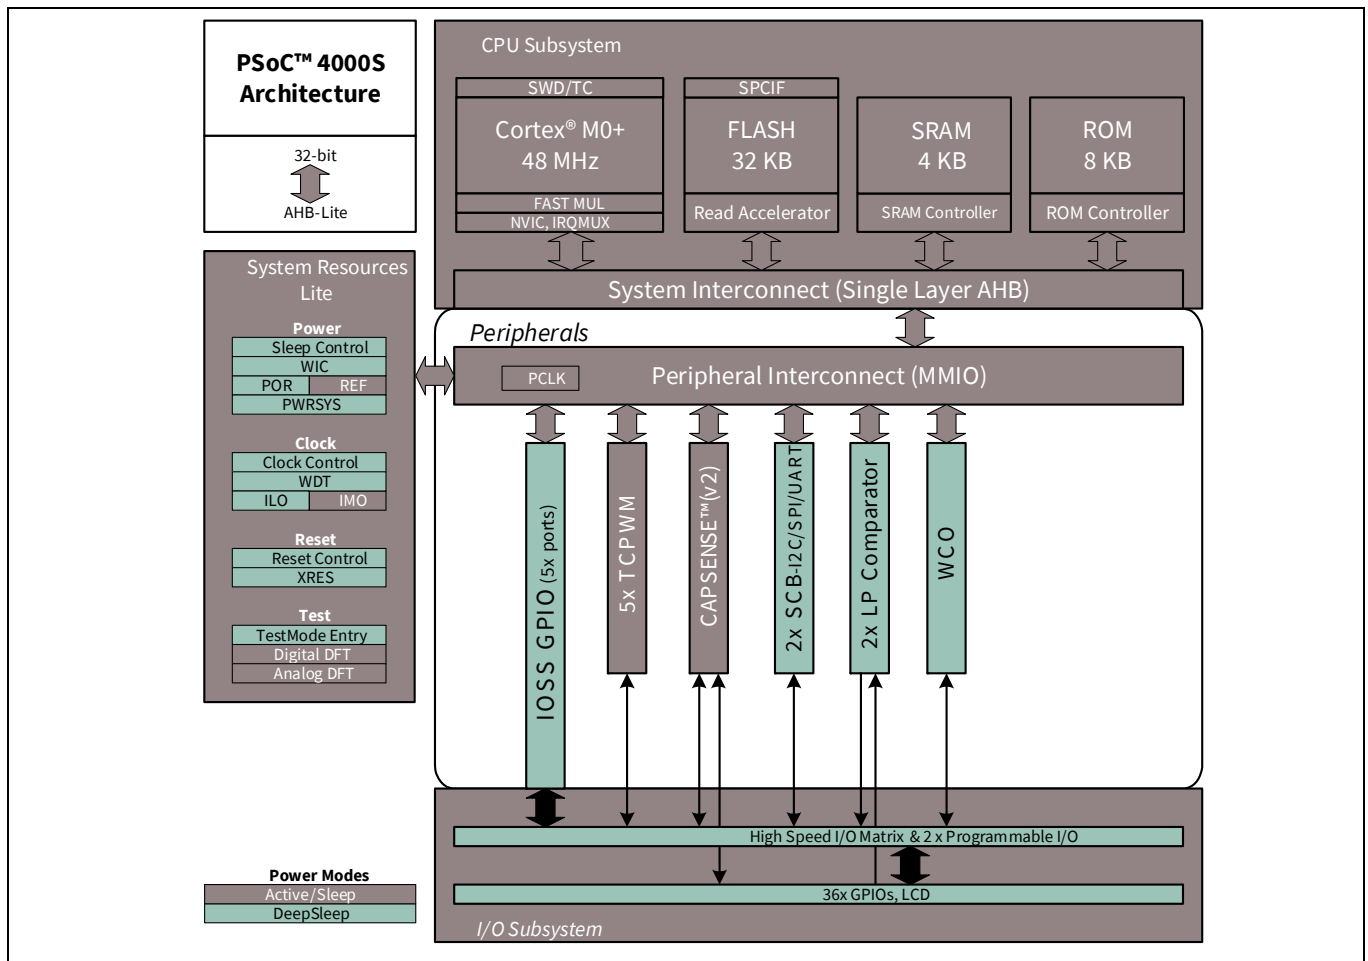 PSoC™ 4000S
Architecture
32-bit
AHB-Lite
CPU Subsystem
SWD/TC
Cortex® M0+
48 MHz
FAST MUL
NVIC, IRQMUX
SPCIF
FLASH
32 KB
Read Accelerator
SRAM
4 KB
SRAM Controller
ROM
8 KB
ROM Controller
System Interconnect (Single Layer AHB)
System Resources
Lite
Power
Sleep Control
WIC
POR REF
PWRSYS
Clock
Clock Control
WDT
ILO IMO
Reset
Reset Control
XRES
Test
TestMode Entry
Digital DFT
Analog DFT
Peripherals
PCLK
Peripheral Interconnect (MMIO)
IOSS GPIO (5x ports)
5x TCPWM
CAPSENSE™(v2)
2x SCB-I2C/SPI/UART
2x LP Comparator
WCO
High Speed I/O Matrix & 2 x Programmable I/O
36x GPIOs, LCD
I/O Subsystem
Power Modes
Active/Sleep
DeepSleep